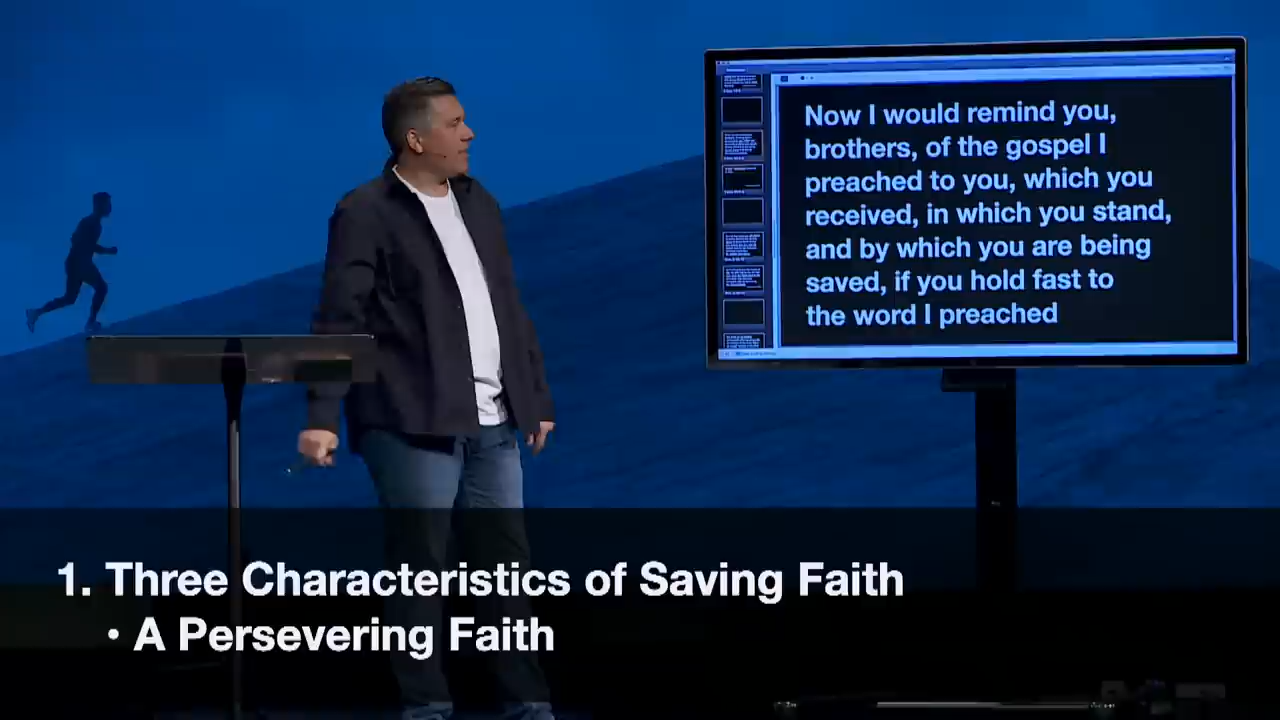 Now I would remind you,
brothers, of the gospel I
preached to you, which you
received, in which you stand,
and by which you are being
saved, if you hold fast to
the word I preached
1. Three Characteristics of Saving Faith
• A Persevering Faith